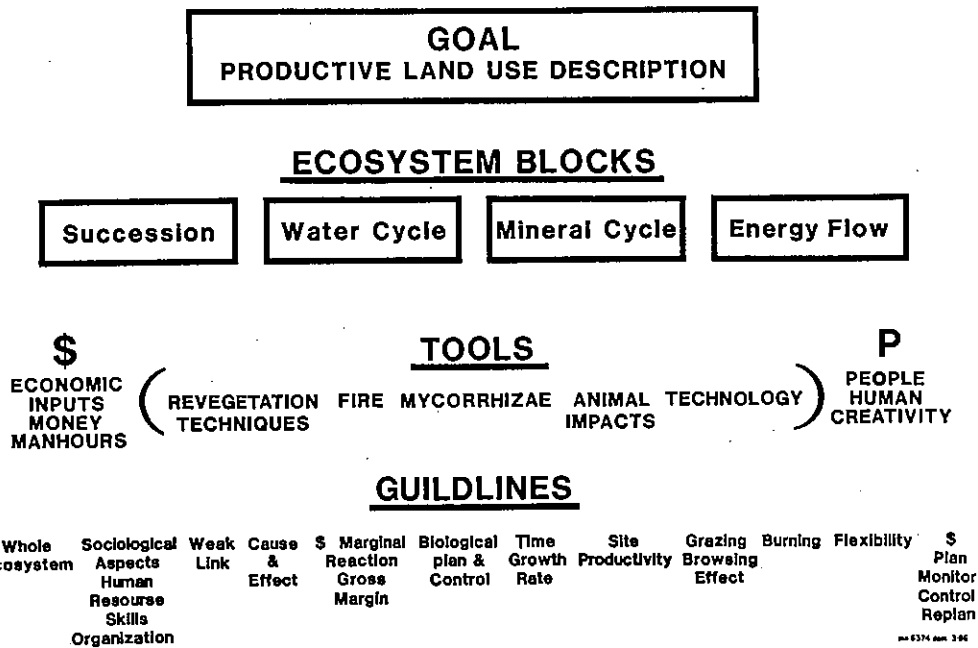 GOAL
PRODUCTIVE LAND USE DESCRIPTION
ECOSYSTEM BLOCKS
Succession
Water Cycle
Mineral Cycle
Energy Flow
$
ECONOMIC
INPUTS
MONEY
MANHOURS
TOOLS
(REVEGETATION
TECHNIQUES
FIRE
MYCORRHIZAE
ANIMAL
IMPACTS
TECHNOLOGY)
P
PEOPLE
HUMAN
CREATIVITY
GUILDLINES
Whole
cosystem
Sociological
Aspects
Human
Resourse
Skills
Organization
Weak
Link
Cause
&
Effect
$ Marginal
Reaction
Gross
Margin
Biological
plan &
Control
Time
Growth
Rate
Site
Productivity
Grazing
Browsing
Effect
Burning
Flexibility
$
Plan
Monitor
Control
Replan